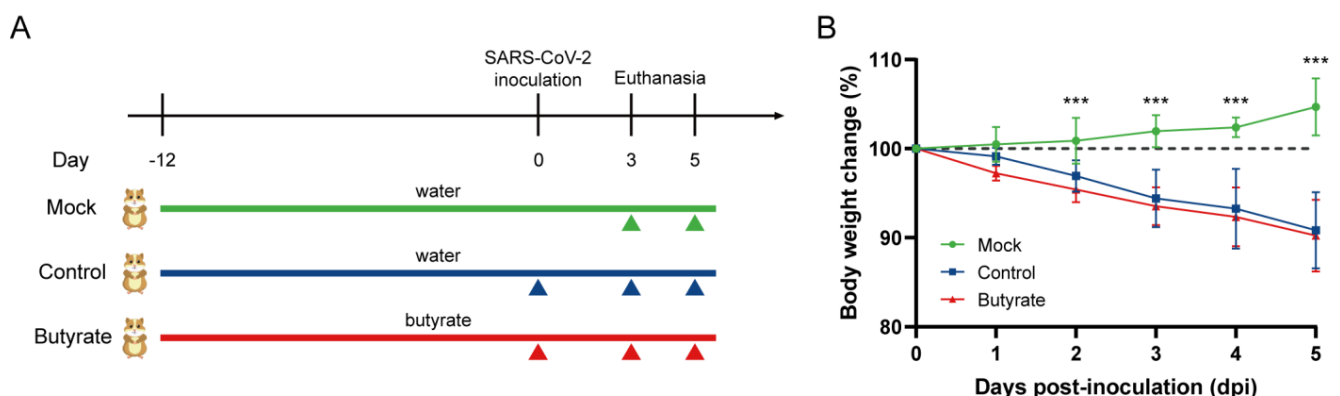 A
SARS-CoV-2
inoculation
Euthanasia
Day
-12
0
3
5
Mock
water
Control
water
Butyrate
butyrate
B
Body weight change (%)
110
100
90
80
***
***
***
***
Mock
Control
Butyrate
0
1
2
3
4
5
Days post-inoculation (dpi)